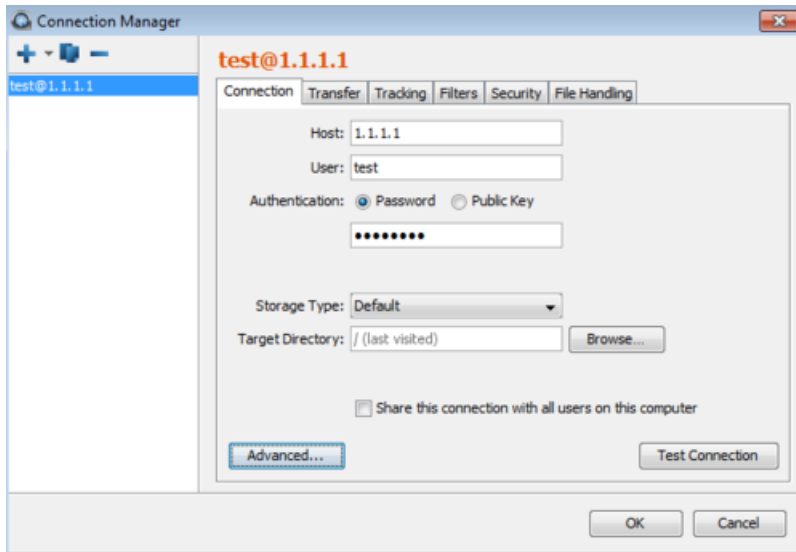 Connection Manager
test@1.1.1.1
test@1.1.1.1
Connection Transfer Tracking Filters Security File Handling
Host: 1.1.1.1
User: test
Authentication: Password Public Key
••••••••
Storage Type: Default
Target Directory: / (last visited) Browse...
Share this connection with all users on this computer
Advanced... Test Connection
OK Cancel